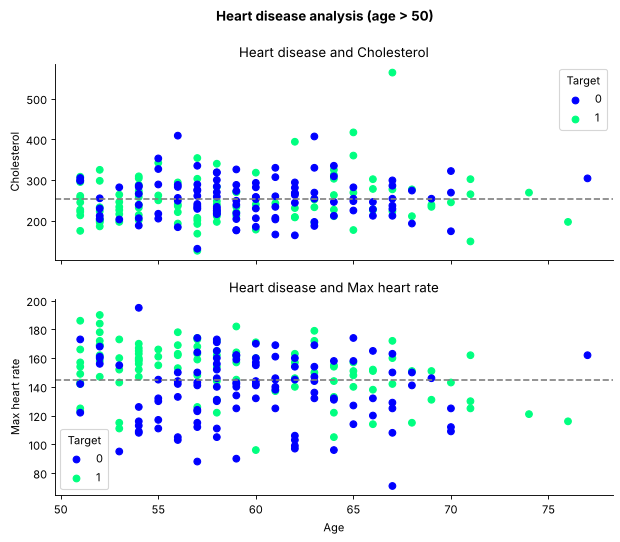 Heart disease analysis (age > 50)
Heart disease and Cholesterol
Target
0
1
500
400
300
200
Cholesterol
Heart disease and Max heart rate
200
180
160
140
120
100
80
Max heart rate
Target
0
1
50 55 60 65 70 75
Age